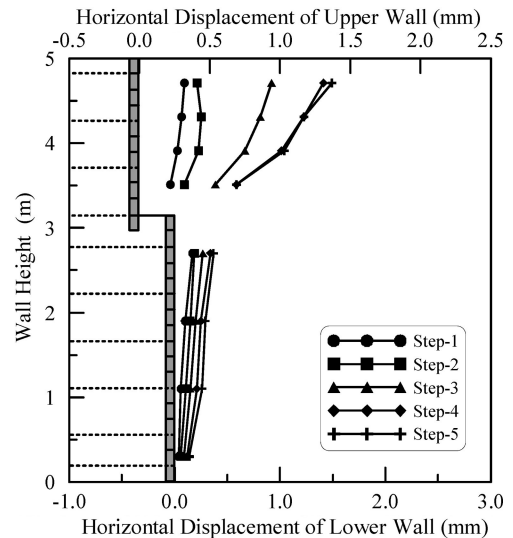 Horizontal Displacement of Upper Wall (mm)
-0.5 0.0 0.5 1.0 1.5 2.0 2.5
Wall Height (m)
5
4
3
2
1
0
Step-1
Step-2
Step-3
Step-4
Step-5
-1.0 0.0 1.0 2.0 3.0
Horizontal Displacement of Lower Wall (mm)